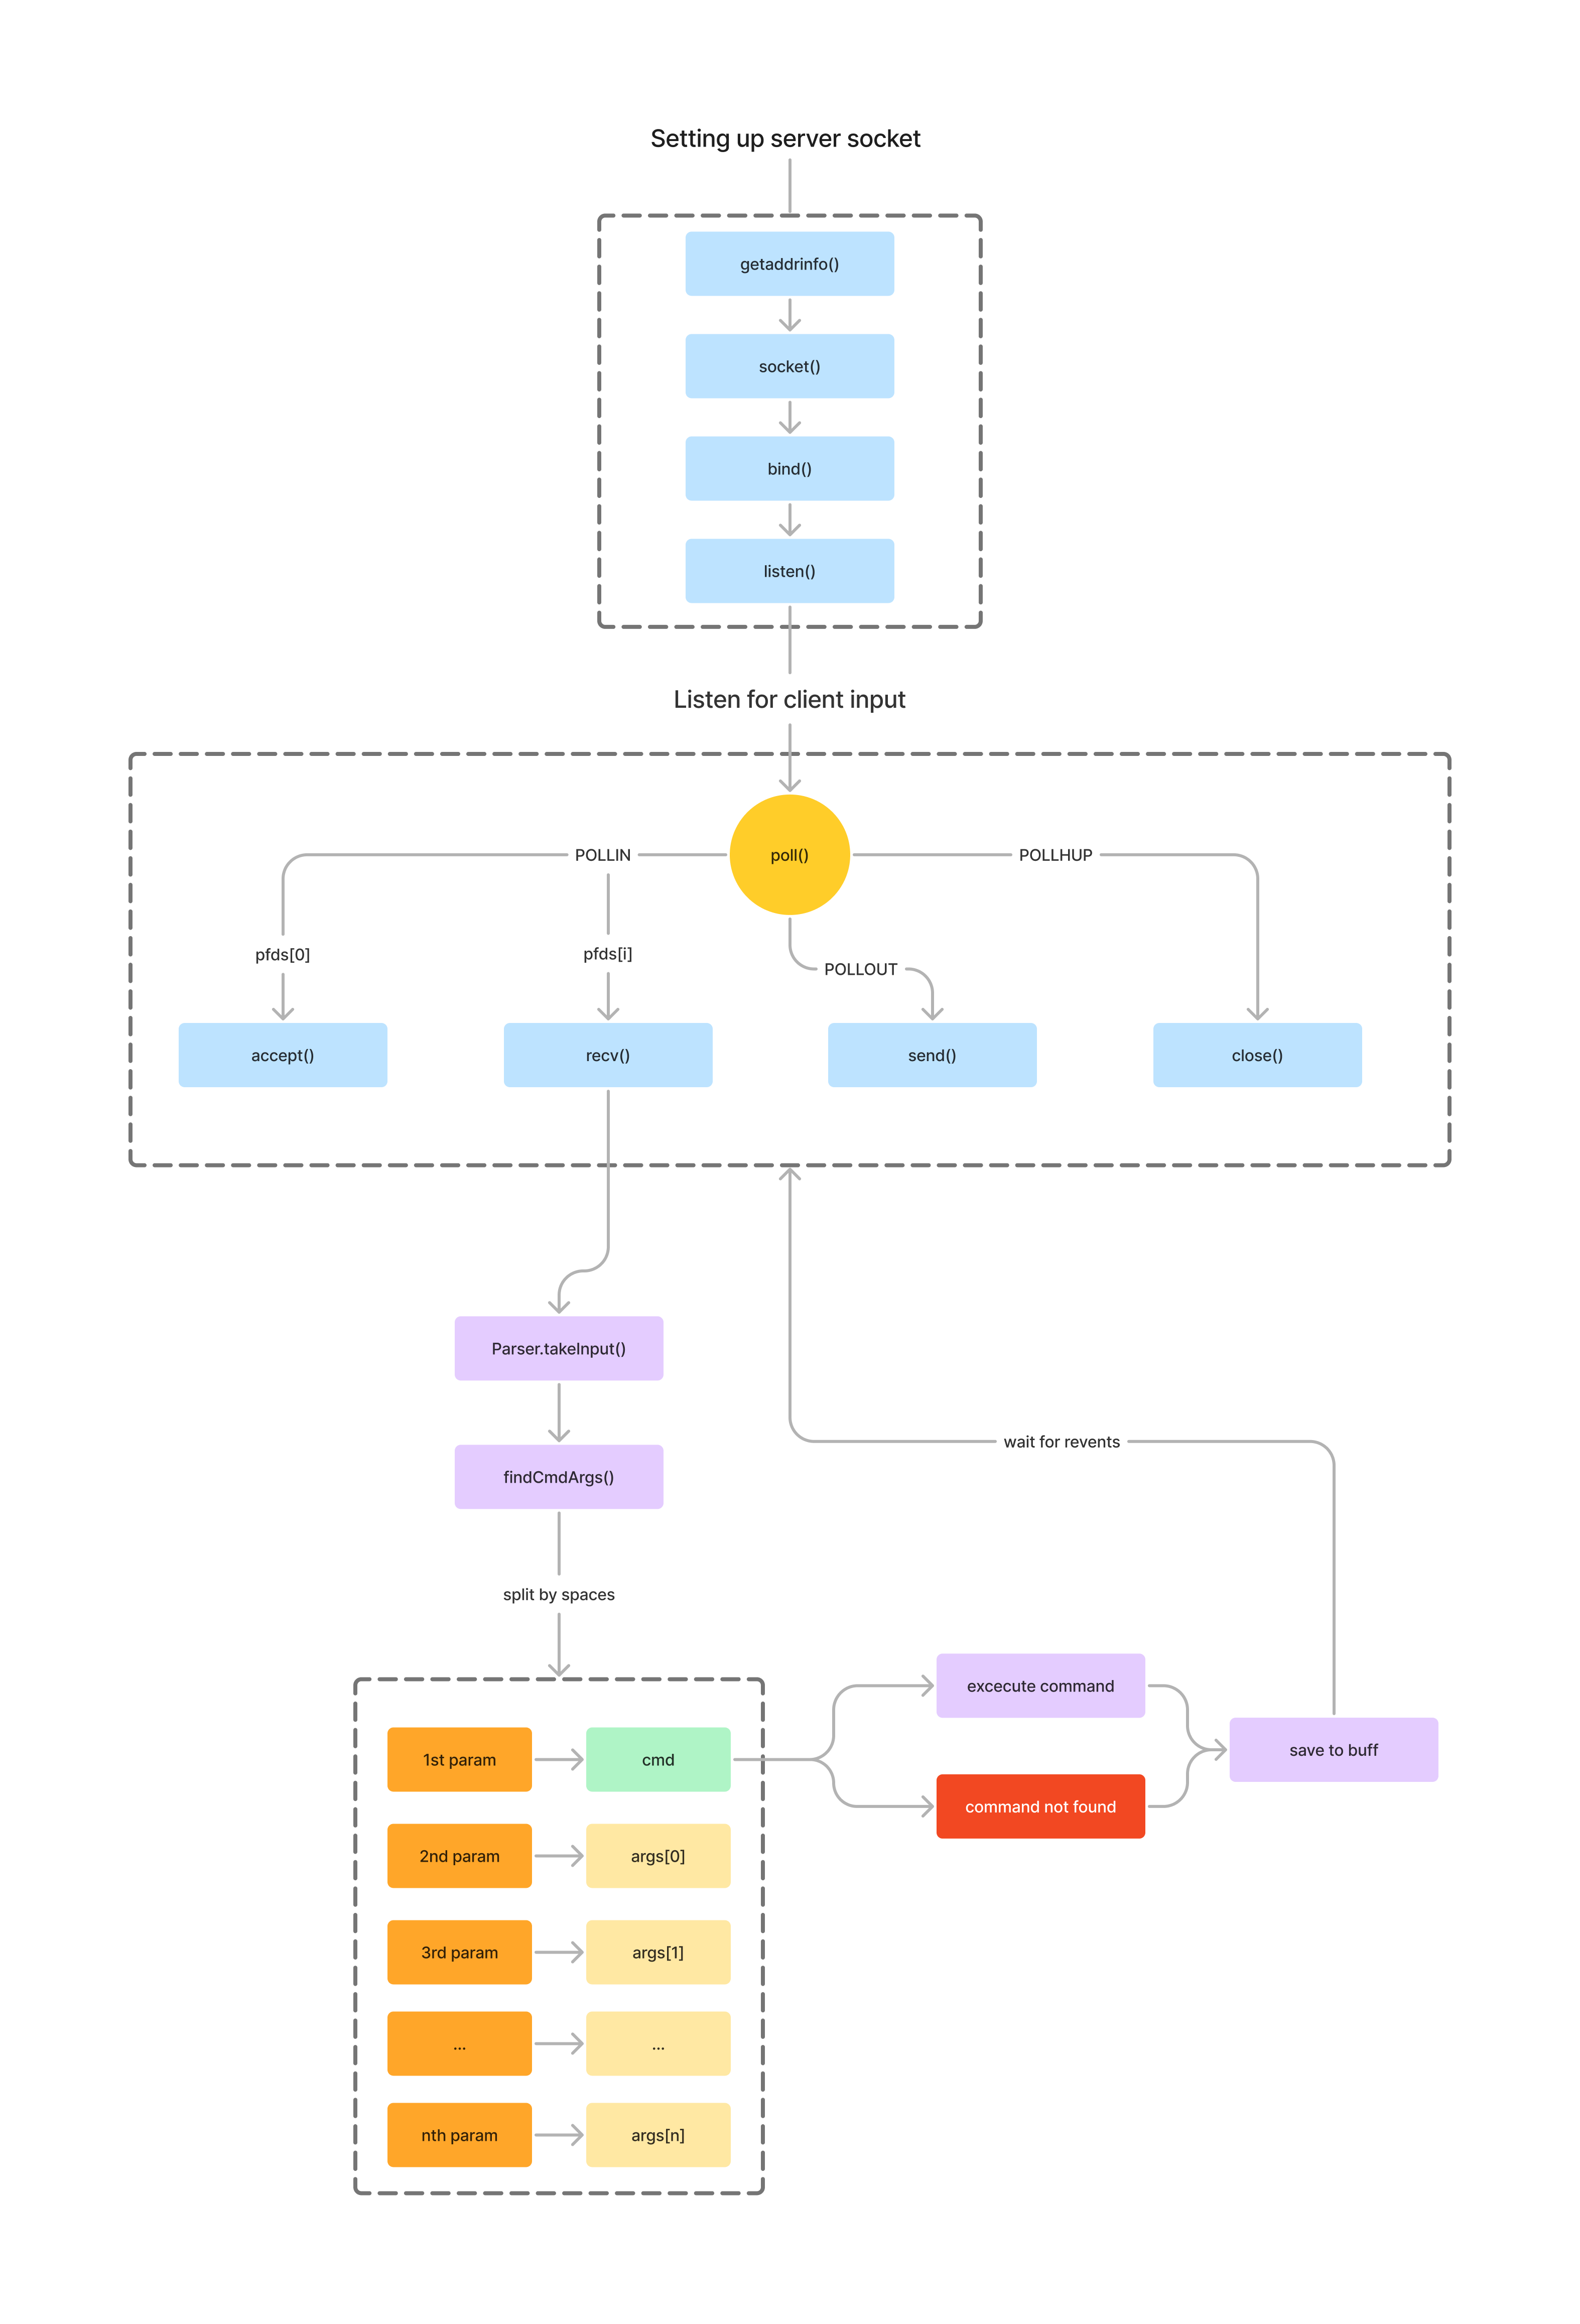 Setting up server socket
getaddrinfo()
socket()
bind()
listen()
Listen for client input
poll()
POLLIN
POLLHUP
pfds[0]
pfds[i]
POLLOUT
accept()
recv()
send()
close()
Parser.takeInput()
findCmdArgs()
wait for revents
split by spaces
1st param
cmd
excecute command
command not found
save to buff
2nd param
args[0]
3rd param
args[1]
...
...
nth param
args[n]